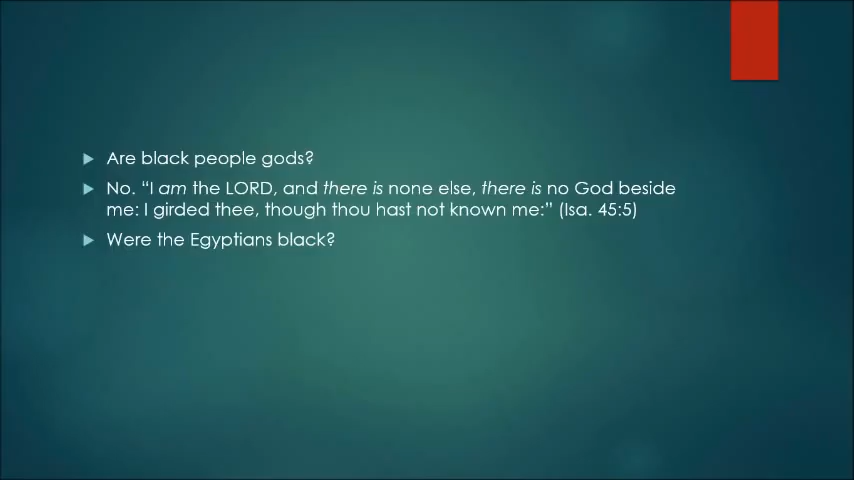 Are black people gods?
No. “I am the LORD, and there is none else, there is no God beside
me: I girded thee, though thou hast not known me:” (Isa. 45:5)
Were the Egyptians black?